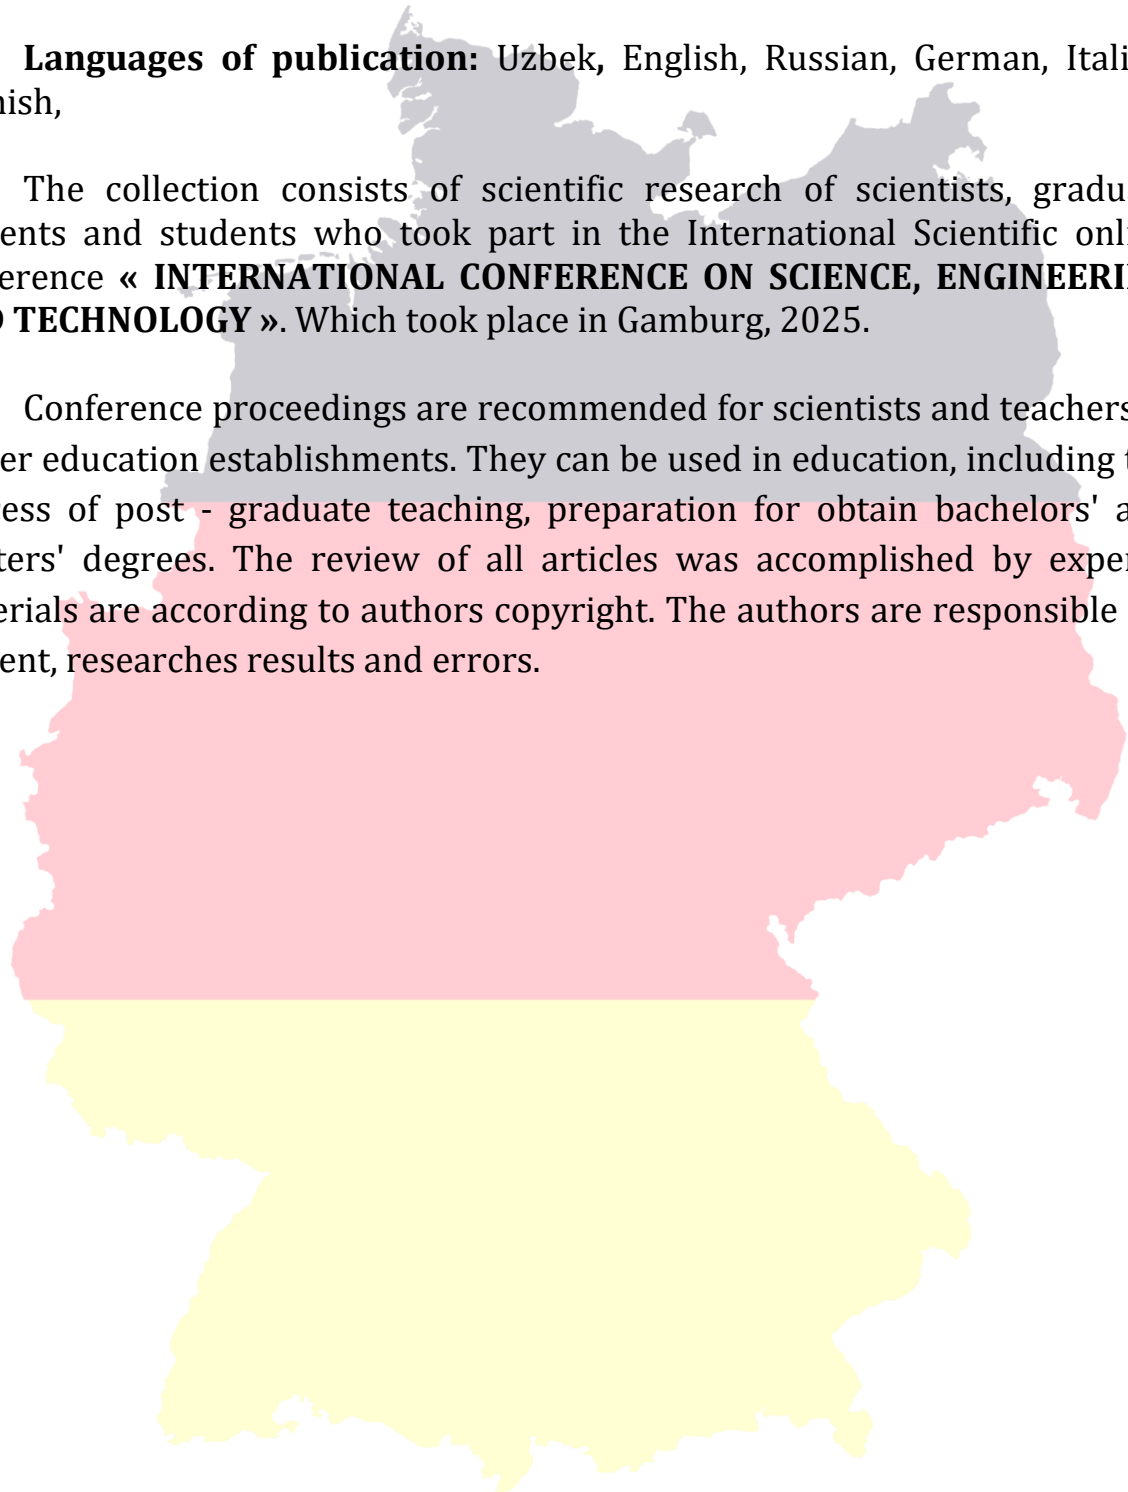 Languages of publication: Uzbek, English, Russian, German, Itali
nish,
The collection consists of scientific research of scientists, gradu
ents and students who took part in the International Scientific onl
erence « INTERNATIONAL CONFERENCE ON SCIENCE, ENGINEERI
TECHNOLOGY ». Which took place in Gamburg, 2025.
Conference proceedings are recommended for scientists and teachers
er education establishments. They can be used in education, including t
ess of post - graduate teaching, preparation for obtain bachelors' a
ters' degrees. The review of all articles was accomplished by exper
erials are according to authors copyright. The authors are responsible
ent, researches results and errors.